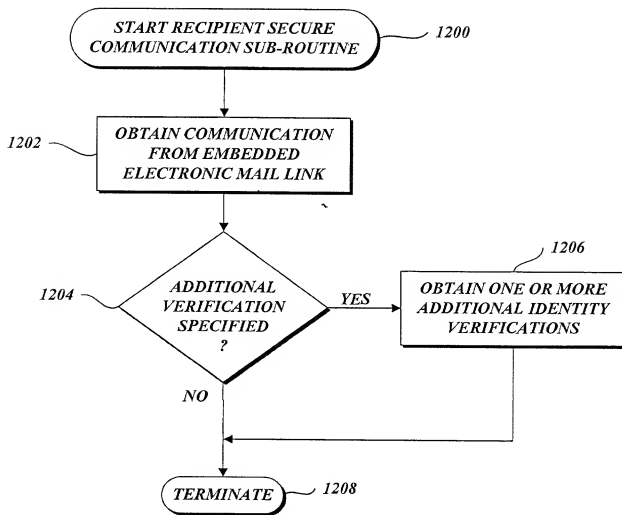 START RECIPIENT SECURE
COMMUNICATION SUB-ROUTINE
1200
1202
OBTAIN COMMUNICATION
FROM EMBEDDED
ELECTRONIC MAIL LINK
1204
ADDITIONAL
VERIFICATION
SPECIFIED
?
YES
1206
OBTAIN ONE OR MORE
ADDITIONAL IDENTITY
VERIFICATIONS
NO
TERMINATE
1208